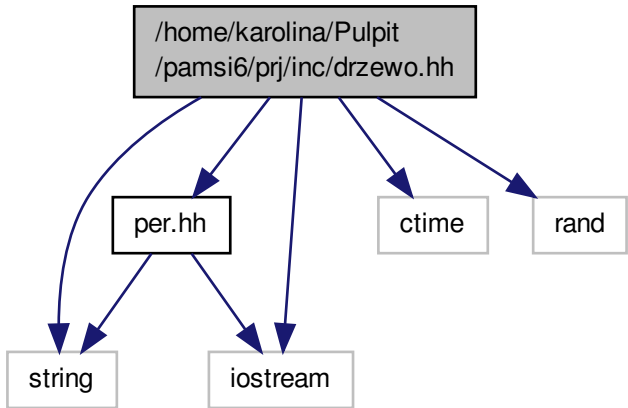 /home/karolina/Pulpit
/pamsi6/prj/inc/drzewo.hh
per.hh
ctime
rand
string
iostream